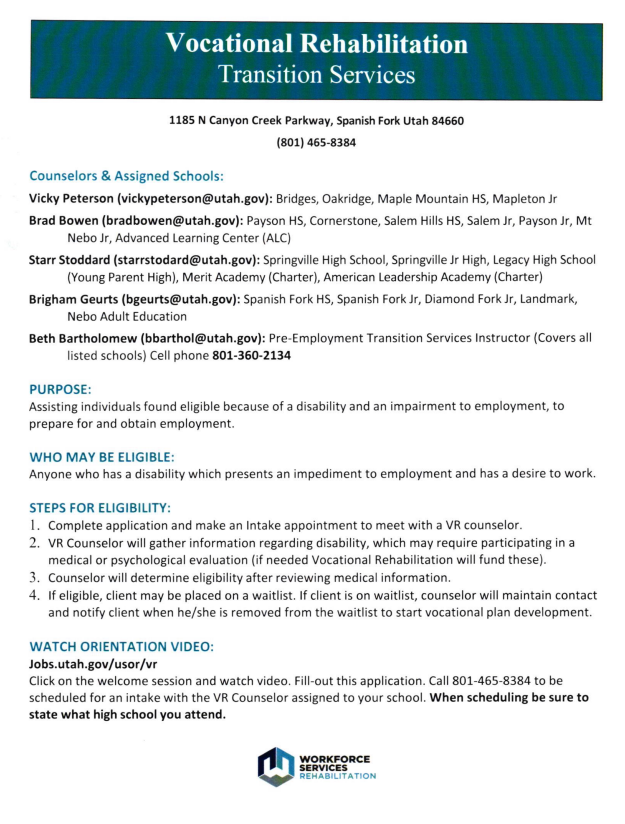 Vocational Rehabilitation
Transition Services
1185 N Canyon Creek Parkway, Spanish Fork Utah 84660
(801) 465-8384
Counselors & Assigned Schools:
Vicky Peterson (vickypeterson@utah.gov): Bridges, Oakridge, Maple Mountain HS, Mapleton Jr
Brad Bowen (bradbowen@utah.gov): Payson HS, Cornerstone, Salem Hills HS, Salem Jr, Payson Jr, Mt
Nebo Jr, Advanced Learning Center (ALC)
Starr Stoddard (starrstodard@utah.gov): Springville High School, Springville Jr High, Legacy High School
(Young Parent High), Merit Academy (Charter), American Leadership Academy (Charter)
Brigham Geurts (bgeurts@utah.gov): Spanish Fork HS, Spanish Fork Jr, Diamond Fork Jr, Landmark,
Nebo Adult Education
Beth Bartholomew (bbarthol@utah.gov): Pre-Employment Transition Services Instructor (Covers all
listed schools) Cell phone 801-360-2134
PURPOSE:
Assisting individuals found eligible because of a disability and an impairment to employment, to
prepare for and obtain employment.
WHO MAY BE ELIGIBLE:
Anyone who has a disability which presents an impediment to employment and has a desire to work.
STEPS FOR ELIGIBILITY:
1. Complete application and make an Intake appointment to meet with a VR counselor.
2. VR Counselor will gather information regarding disability, which may require participating in a
medical or psychological evaluation (if needed Vocational Rehabilitation will fund these).
3. Counselor will determine eligibility after reviewing medical information.
4. If eligible, client may be placed on a waitlist. If client is on waitlist, counselor will maintain contact
and notify client when he/she is removed from the waitlist to start vocational plan development.
WATCH ORIENTATION VIDEO:
Jobs.utah.gov/usor/vr
Click on the welcome session and watch video. Fill-out this application. Call 801-465-8384 to be
scheduled for an intake with the VR Counselor assigned to your school. When scheduling be sure to
state what high school you attend.
WORKFORCE
SERVICES
REHABILITATION